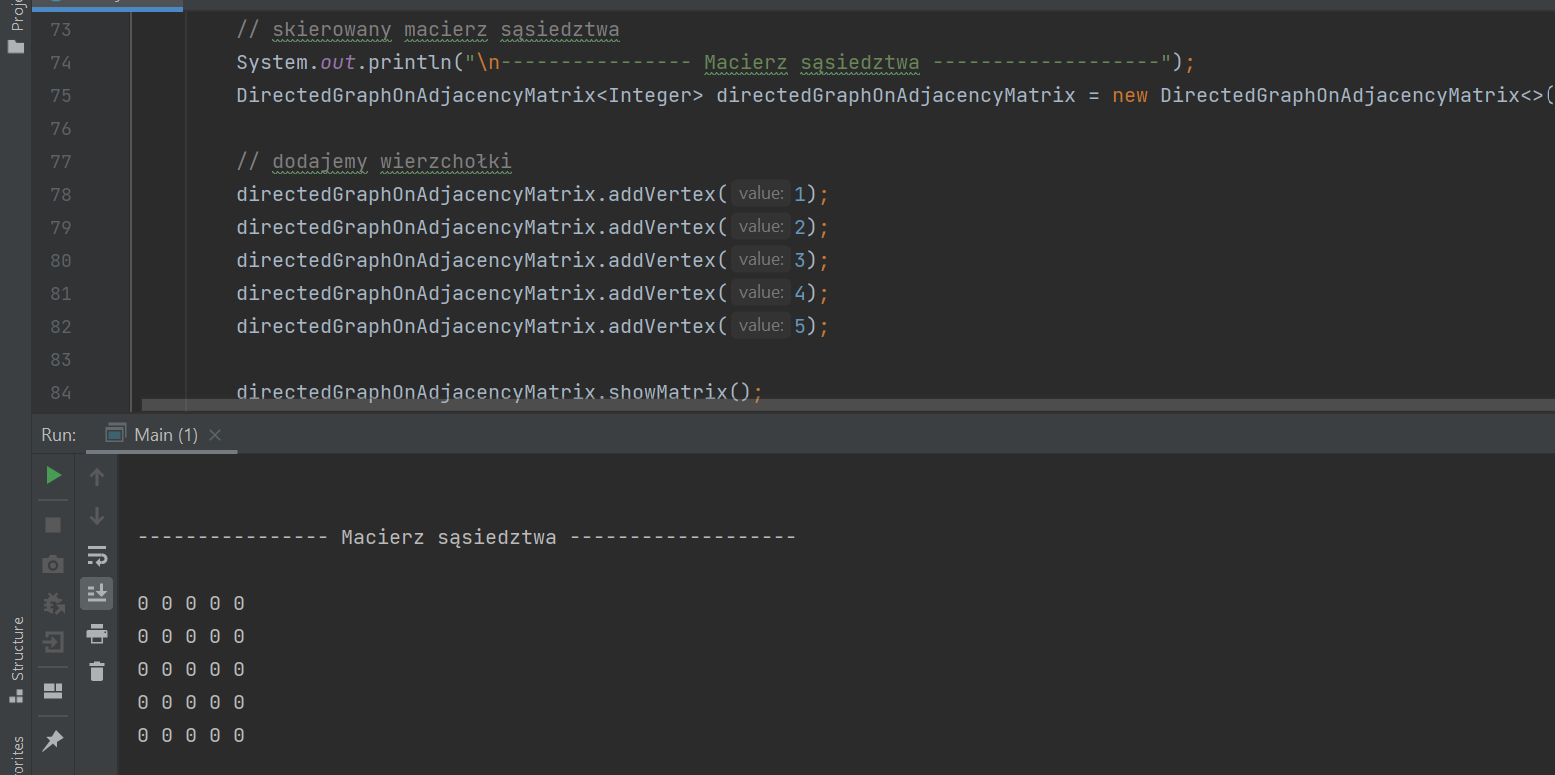 Proje
73 // skierowany macierz sąsiedztwa
74 System.out.println("\n---------------- Macierz sąsiedztwa -------------------");
75 DirectedGraphOnAdjacencyMatrix<Integer> directedGraphOnAdjacencyMatrix = new DirectedGraphOnAdjacencyMatrix<>(
76
77 // dodajemy wierzchołki
78 directedGraphOnAdjacencyMatrix.addVertex( value: 1);
79 directedGraphOnAdjacencyMatrix.addVertex( value: 2);
80 directedGraphOnAdjacencyMatrix.addVertex( value: 3);
81 directedGraphOnAdjacencyMatrix.addVertex( value: 4);
82 directedGraphOnAdjacencyMatrix.addVertex( value: 5);
83
84 directedGraphOnAdjacencyMatrix.showMatrix();
Run: Main (1)
---------------- Macierz sąsiedztwa -------------------
0 0 0 0 0
0 0 0 0 0
0 0 0 0 0
0 0 0 0 0
0 0 0 0 0
Structure
orites